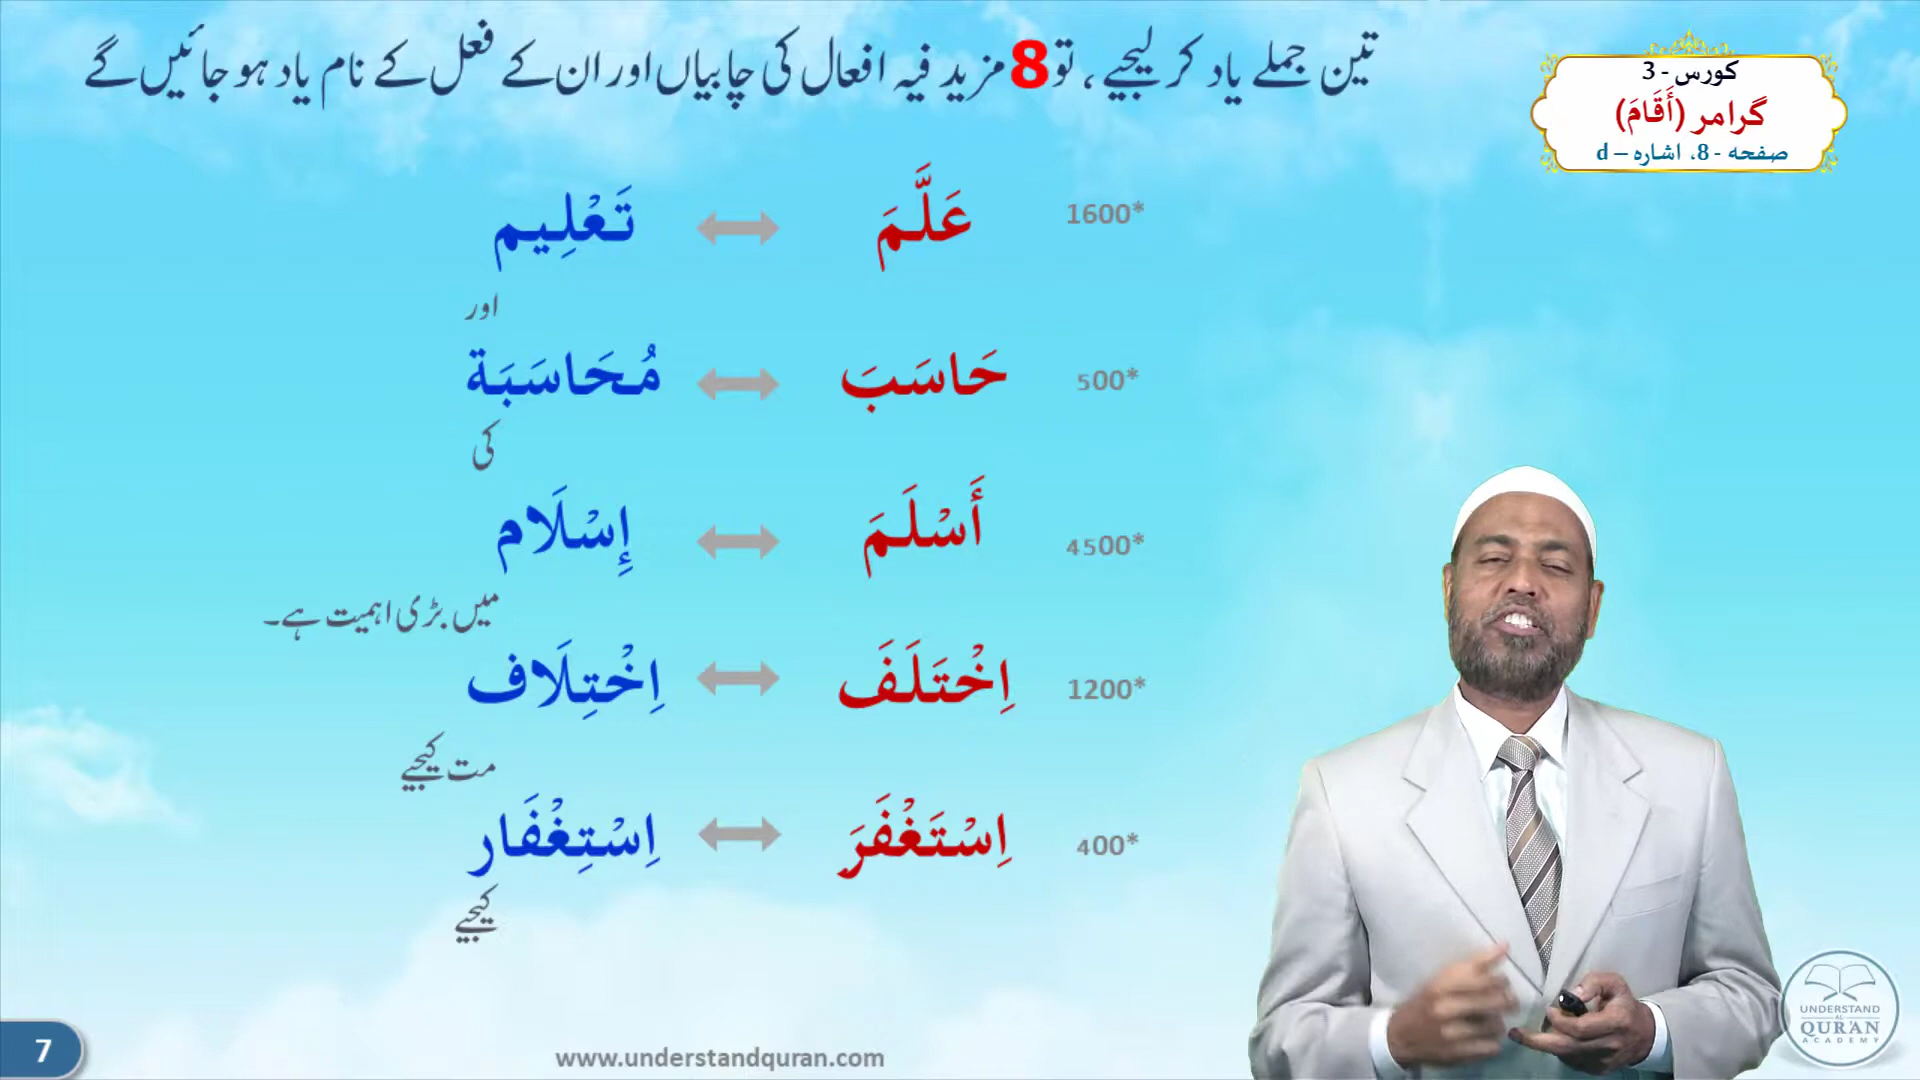 تین جملے یاد کر لیجیے ، تو 8 مزید فیہ افعال کی چابیاں اور ان کے فعل کے نام یاد ہو جائیں گے
کورس - 3
گرامر (أَقَامَ)
صفحہ - 8، اشارہ – d
1600* عَلَّمَ تَعْلِيم
اور
500* حَاسَبَ مُحَاسَبَة
کی
4500* أَسْلَمَ إِسْلَام
میں بڑی اہمیت ہے۔
1200* اِخْتَلَفَ اِخْتِلَاف
مت کیجیے
400* اِسْتَغْفَرَ اِسْتِغْفَار
کیجیے
7
www.understandquran.com
UNDERSTAND
AL
QUR'AN
ACADEMY